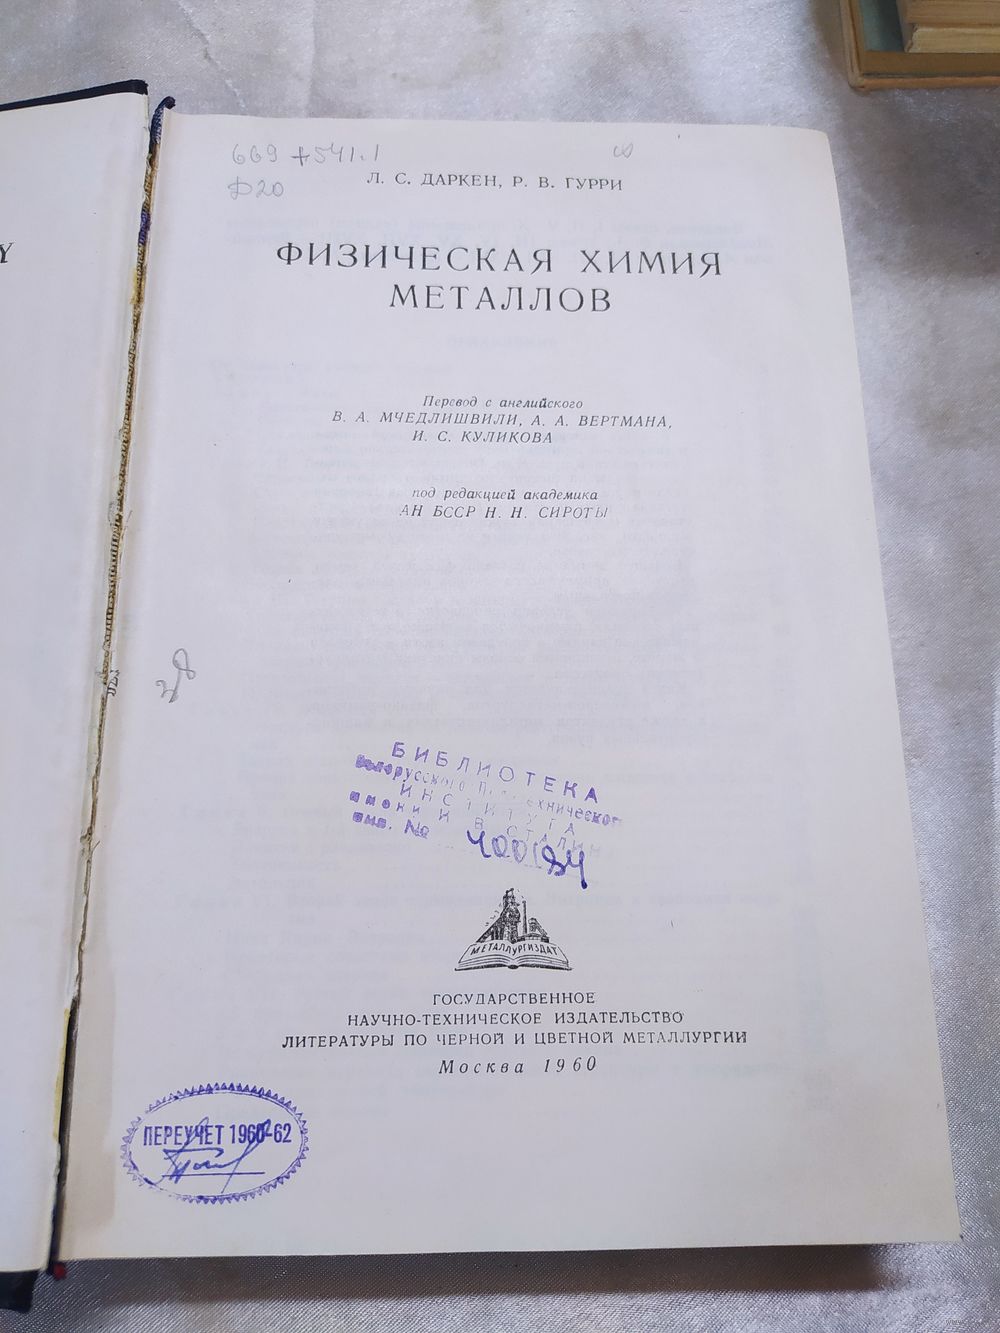 669 + 541.1
Д20
Л. С. ДАРКЕН, Р. В. ГУРРИ
ФИЗИЧЕСКАЯ ХИМИЯ
МЕТАЛЛОВ
Перевод с английского
В. А. МЧЕДЛИШВИЛИ, А. А. ВЕРТМАНА,
И. С. КУЛИКОВА
под редакцией академика
АН БССР Н. Н. СИРОТЫ
БИБЛИОТЕКА
Белорусского
ИНСТИТУТА
имени И В СТАЛИН
инв. №
МЕТАЛЛУРГИЗДАТ
ГОСУДАРСТВЕННОЕ
НАУЧНО-ТЕХНИЧЕСКОЕ ИЗДАТЕЛЬСТВО
ЛИТЕРАТУРЫ ПО ЧЕРНОЙ И ЦВЕТНОЙ МЕТАЛЛУРГИИ
Москва 1960
ПЕРЕУЧЕТ 1960-62
Y